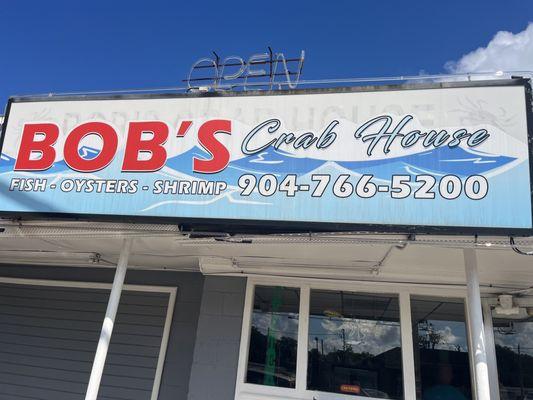 OPEN
BOB'S Crab House
FISH - OYSTERS - SHRIMP 904-766-5200